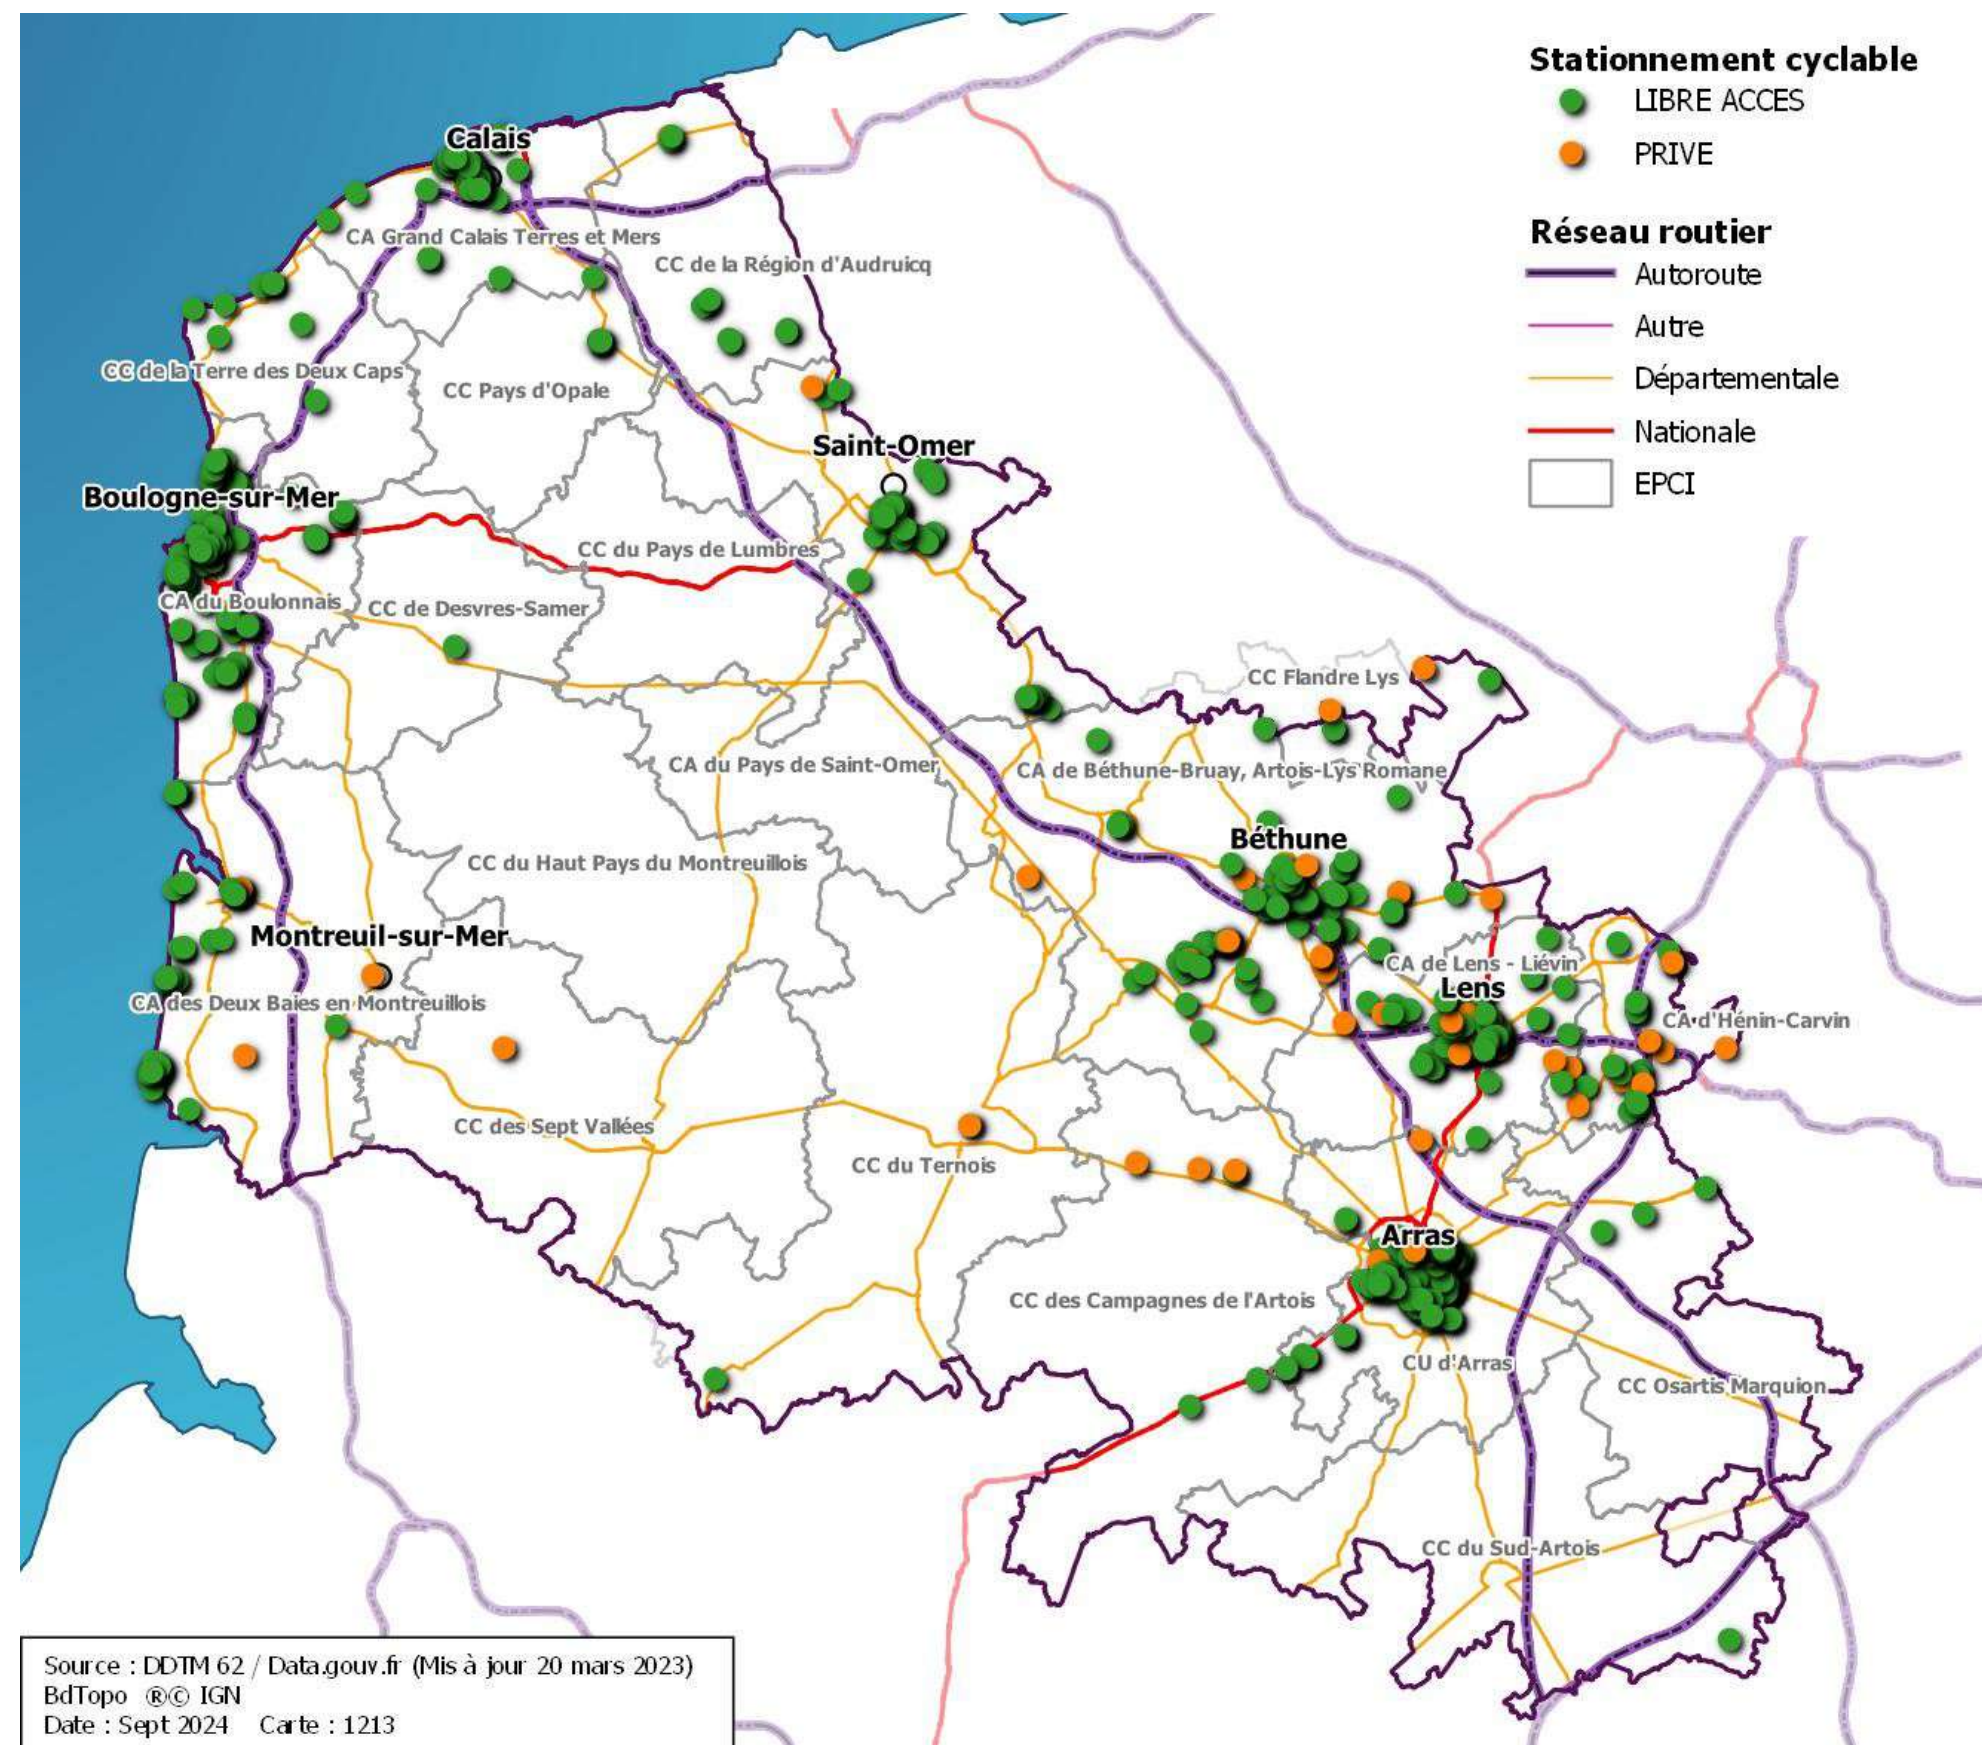 Stationnement cyclable
LIBRE ACCES
PRIVE
Réseau routier
Autoroute
Autre
Départementale
Nationale
EPCI
Calais
CA Grand Calais Terres et Mers
CC de la Région d'Audruicq
CC de la Terre des Deux Caps
CC Pays d'Opale
Saint-Omer
Boulogne-sur-Mer
CC du Pays de Lumbres
CA du Boulonnais
CC de Desvres-Samer
CC Flandre Lys
CA du Pays de Saint-Omer
CA de Béthune-Bruay, Artois-Lys Romane
Béthune
CC du Haut Pays du Montreuillois
Montreuil-sur-Mer
CA de Lens - Liévin
Lens
CA des Deux Baies en Montreuillois
CA d'Hénin-Carvin
CC des Sept Vallées
CC du Ternois
Arras
CC des Campagnes de l'Artois
CU d'Arras
CC Osartis Marquion
CC du Sud-Artois
Source : DDTM 62 / Data.gouv.fr (Mis à jour 20 mars 2023)
BdTopo ®© IGN
Date : Sept 2024 Carte : 1213